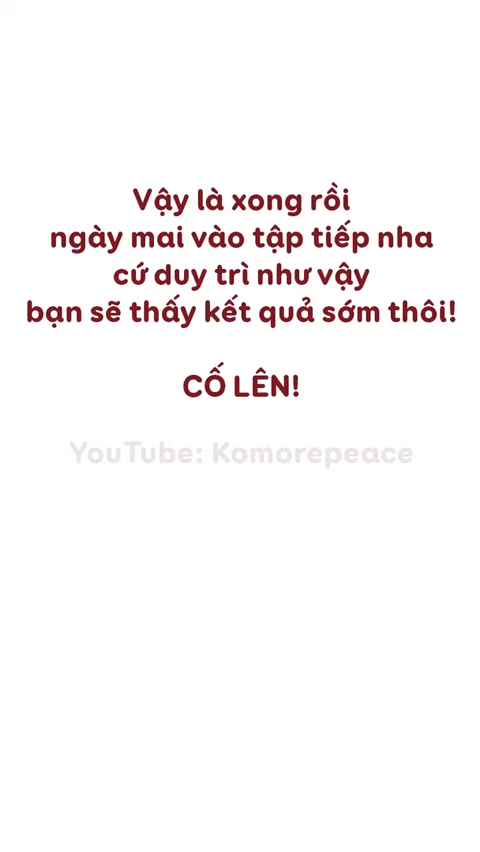 Vậy là xong rồi
ngày mai vào tập tiếp nha
cứ duy trì như vậy
bạn sẽ thấy kết quả sớm thôi!
CỐ LÊN!
YouTube: Komorepeace